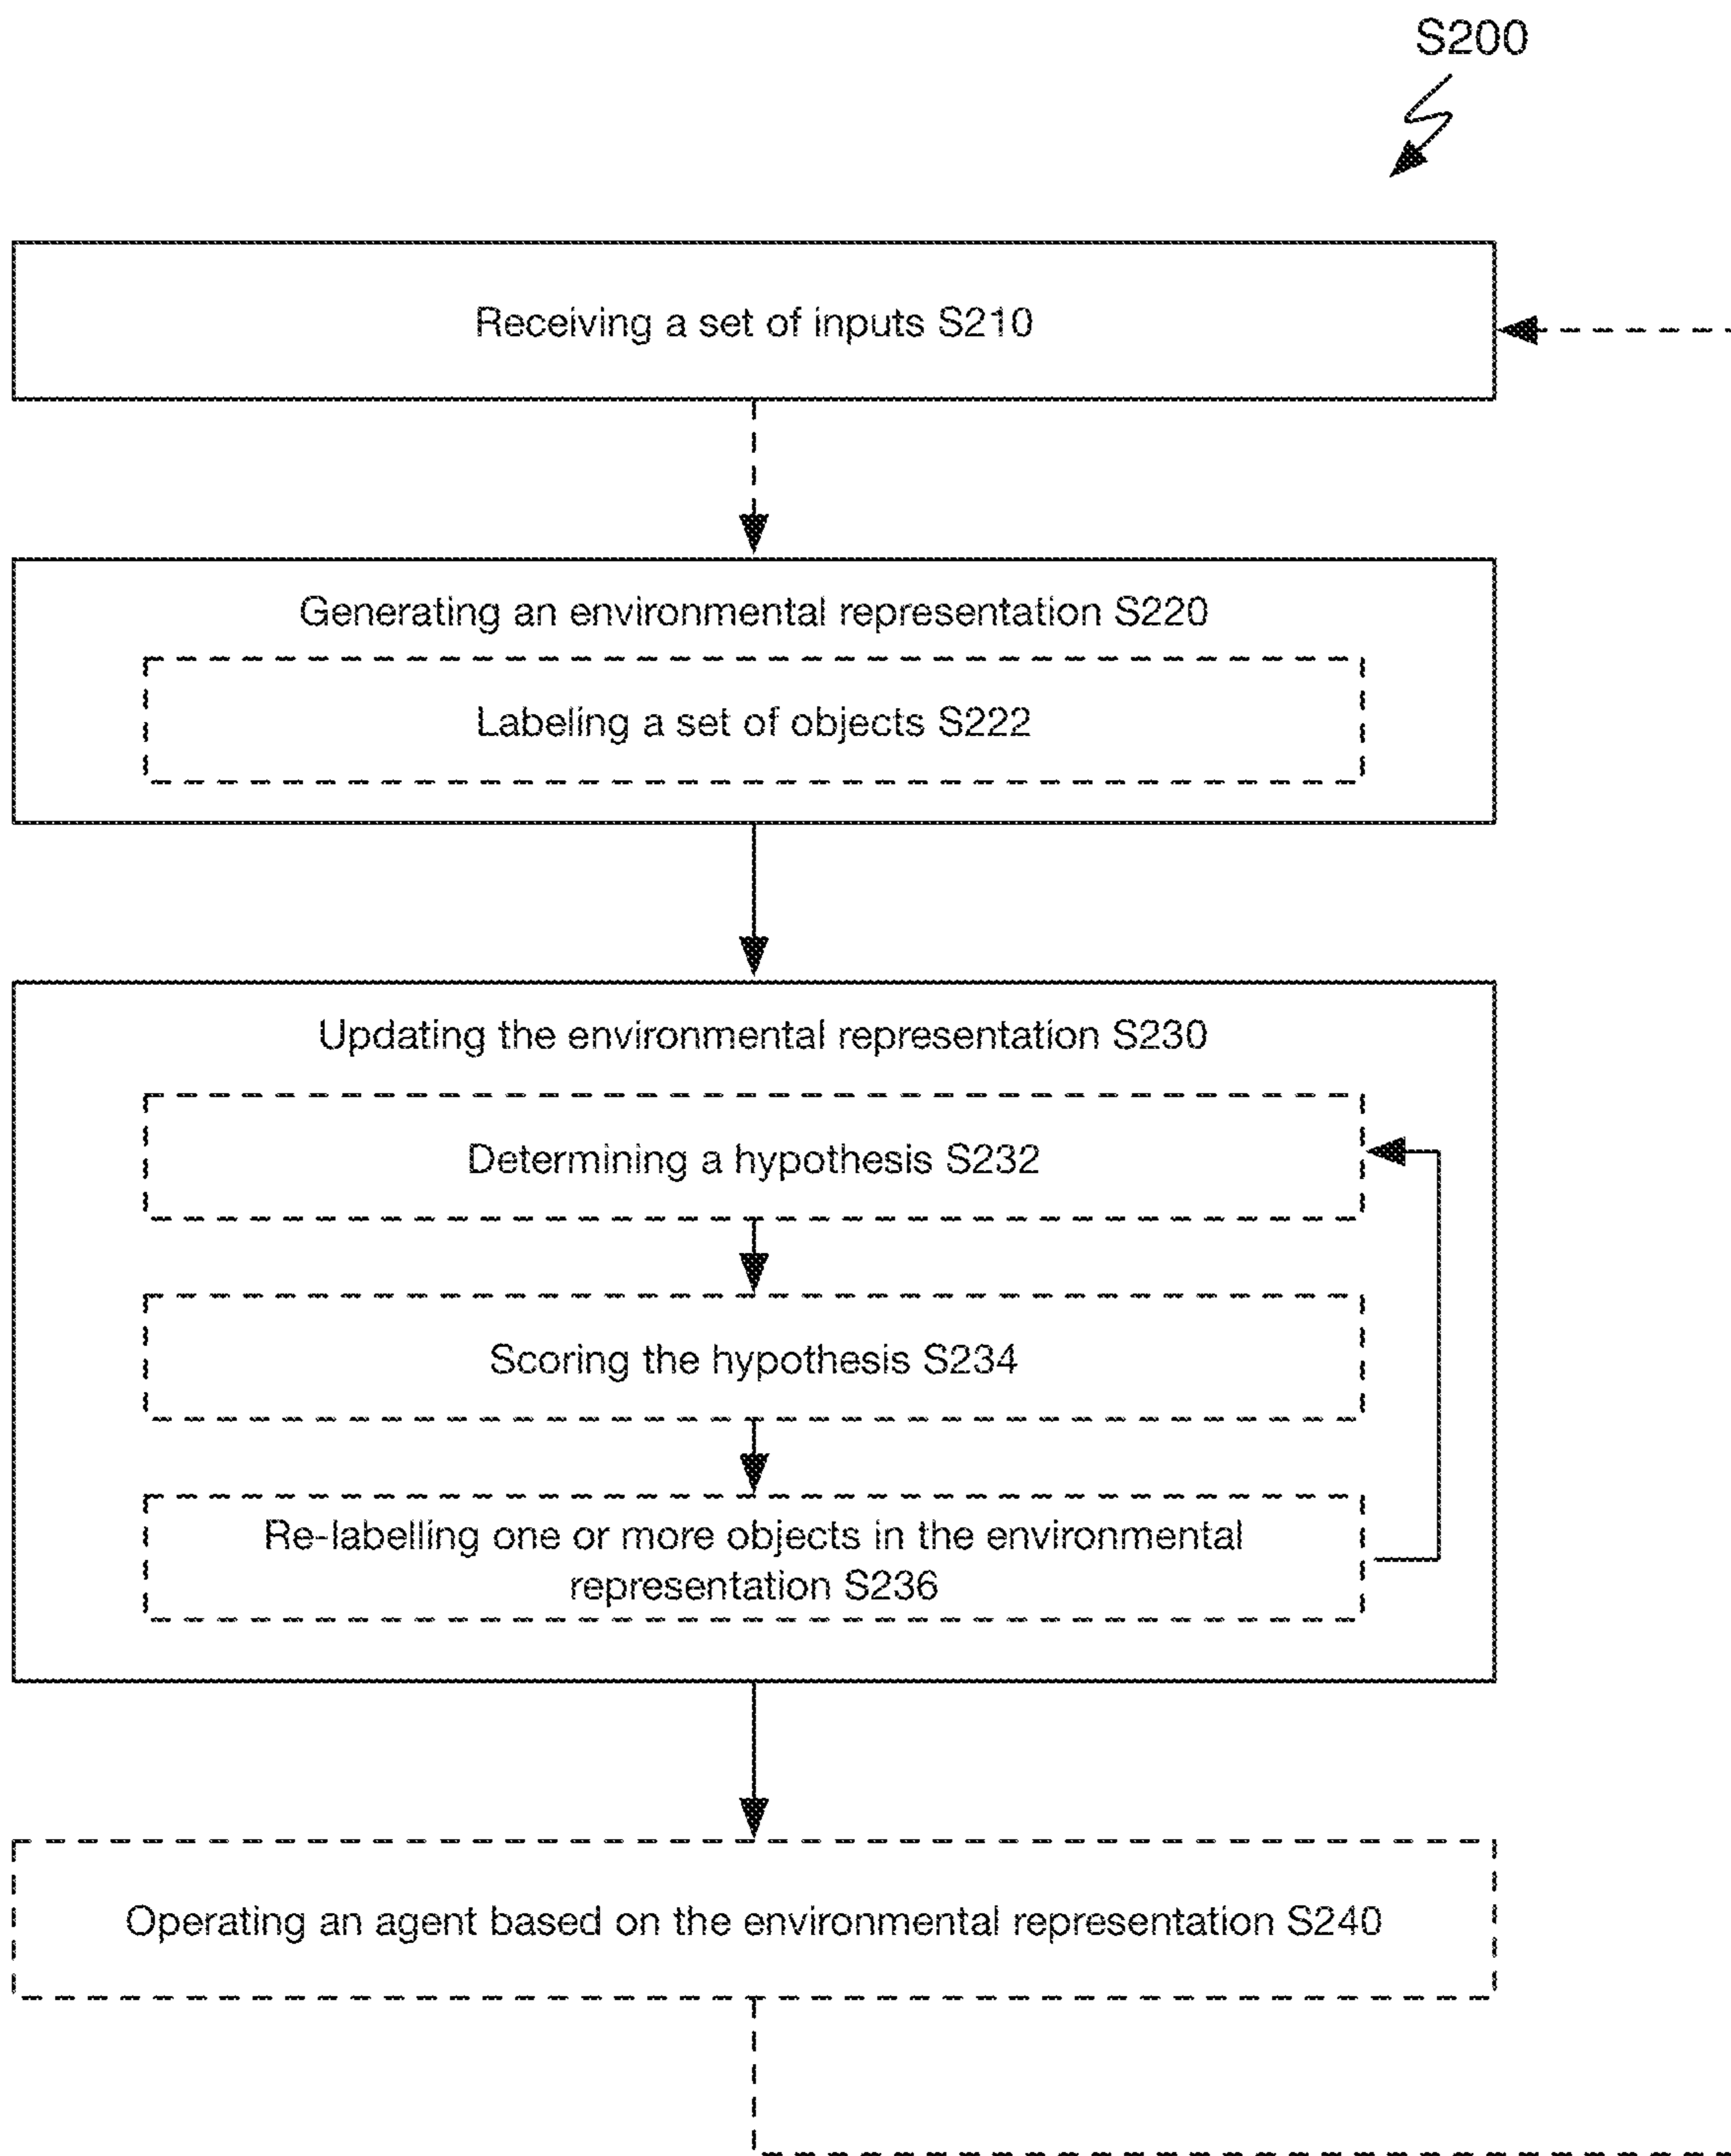 S200
Receiving a set of inputs S210
Generating an environmental representation S220
Labeling a set of objects S222
Updating the environmental representation S230
Determining a hypothesis S232
Scoring the hypothesis S234
Re-labelling one or more objects in the environmental
representation S236
Operating an agent based on the environmental representation S240